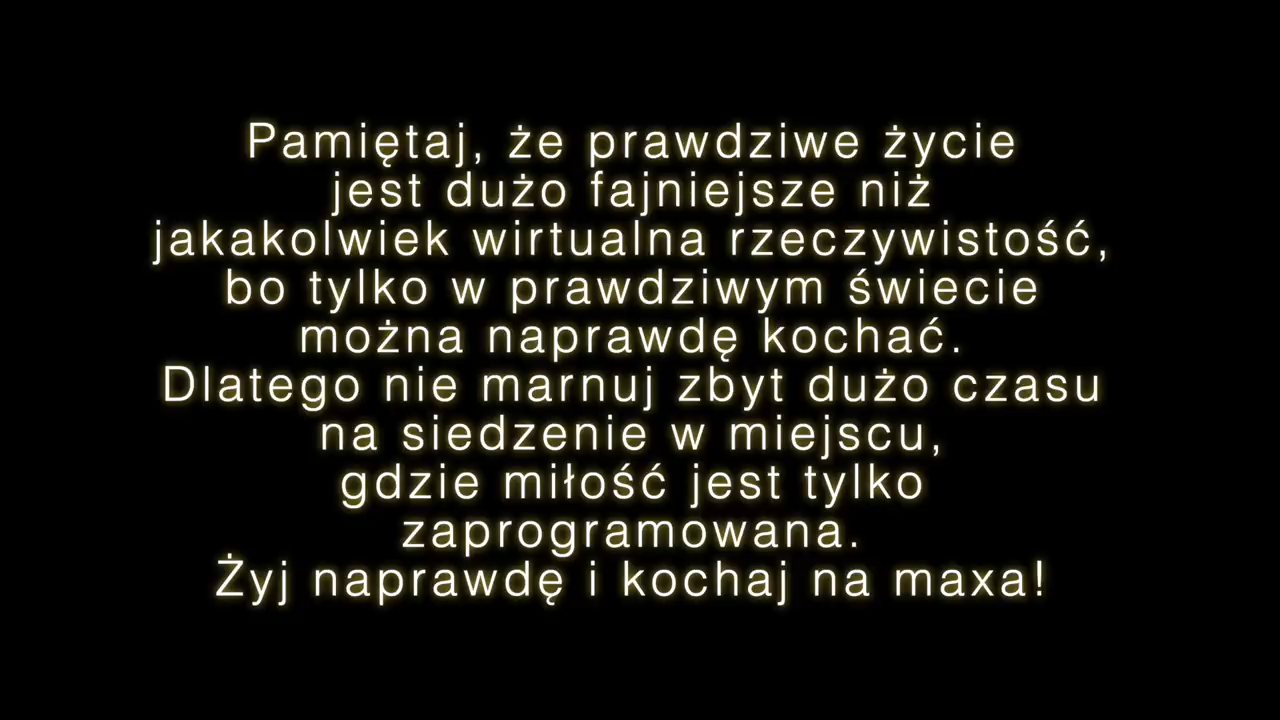 Pamiętaj, że prawdziwe życie
jest dużo fajniejsze niż
jakakolwiek wirtualna rzeczywistość,
bo tylko w prawdziwym świecie
można naprawdę kochać.
Dlatego nie marnuj zbyt dużo czasu
na siedzenie w miejscu,
gdzie miłość jest tylko
zaprogramowana.
Żyj naprawdę i kochaj na maxa!